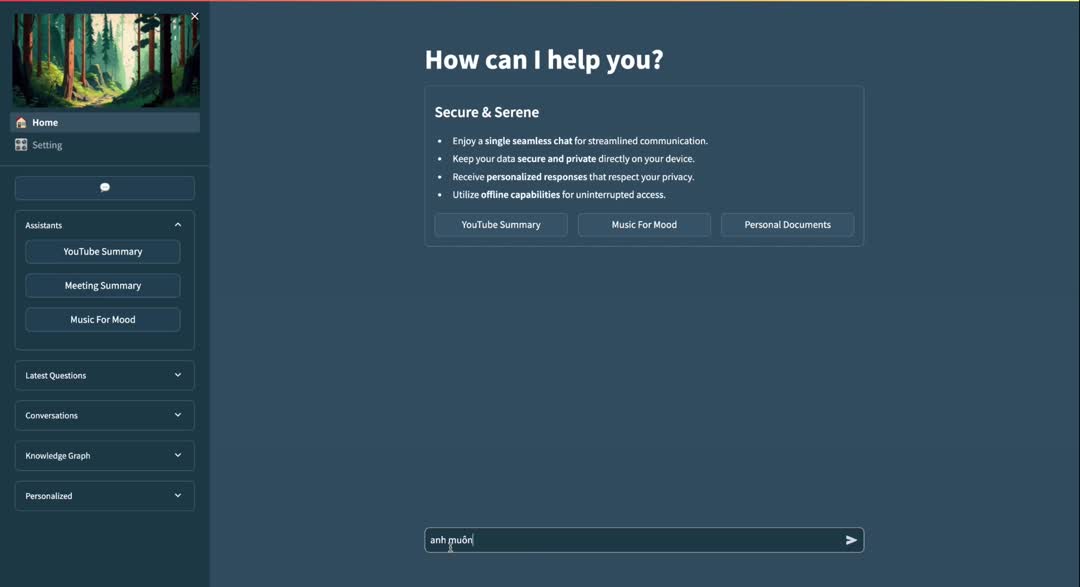 Home
Setting
Assistants
YouTube Summary
Meeting Summary
Music For Mood
Latest Questions
Conversations
Knowledge Graph
Personalized
How can I help you?
Secure & Serene
• Enjoy a single seamless chat for streamlined communication.
• Keep your data secure and private directly on your device.
• Receive personalized responses that respect your privacy.
• Utilize offline capabilities for uninterrupted access.
YouTube Summary Music For Mood Personal Documents
anh muôn